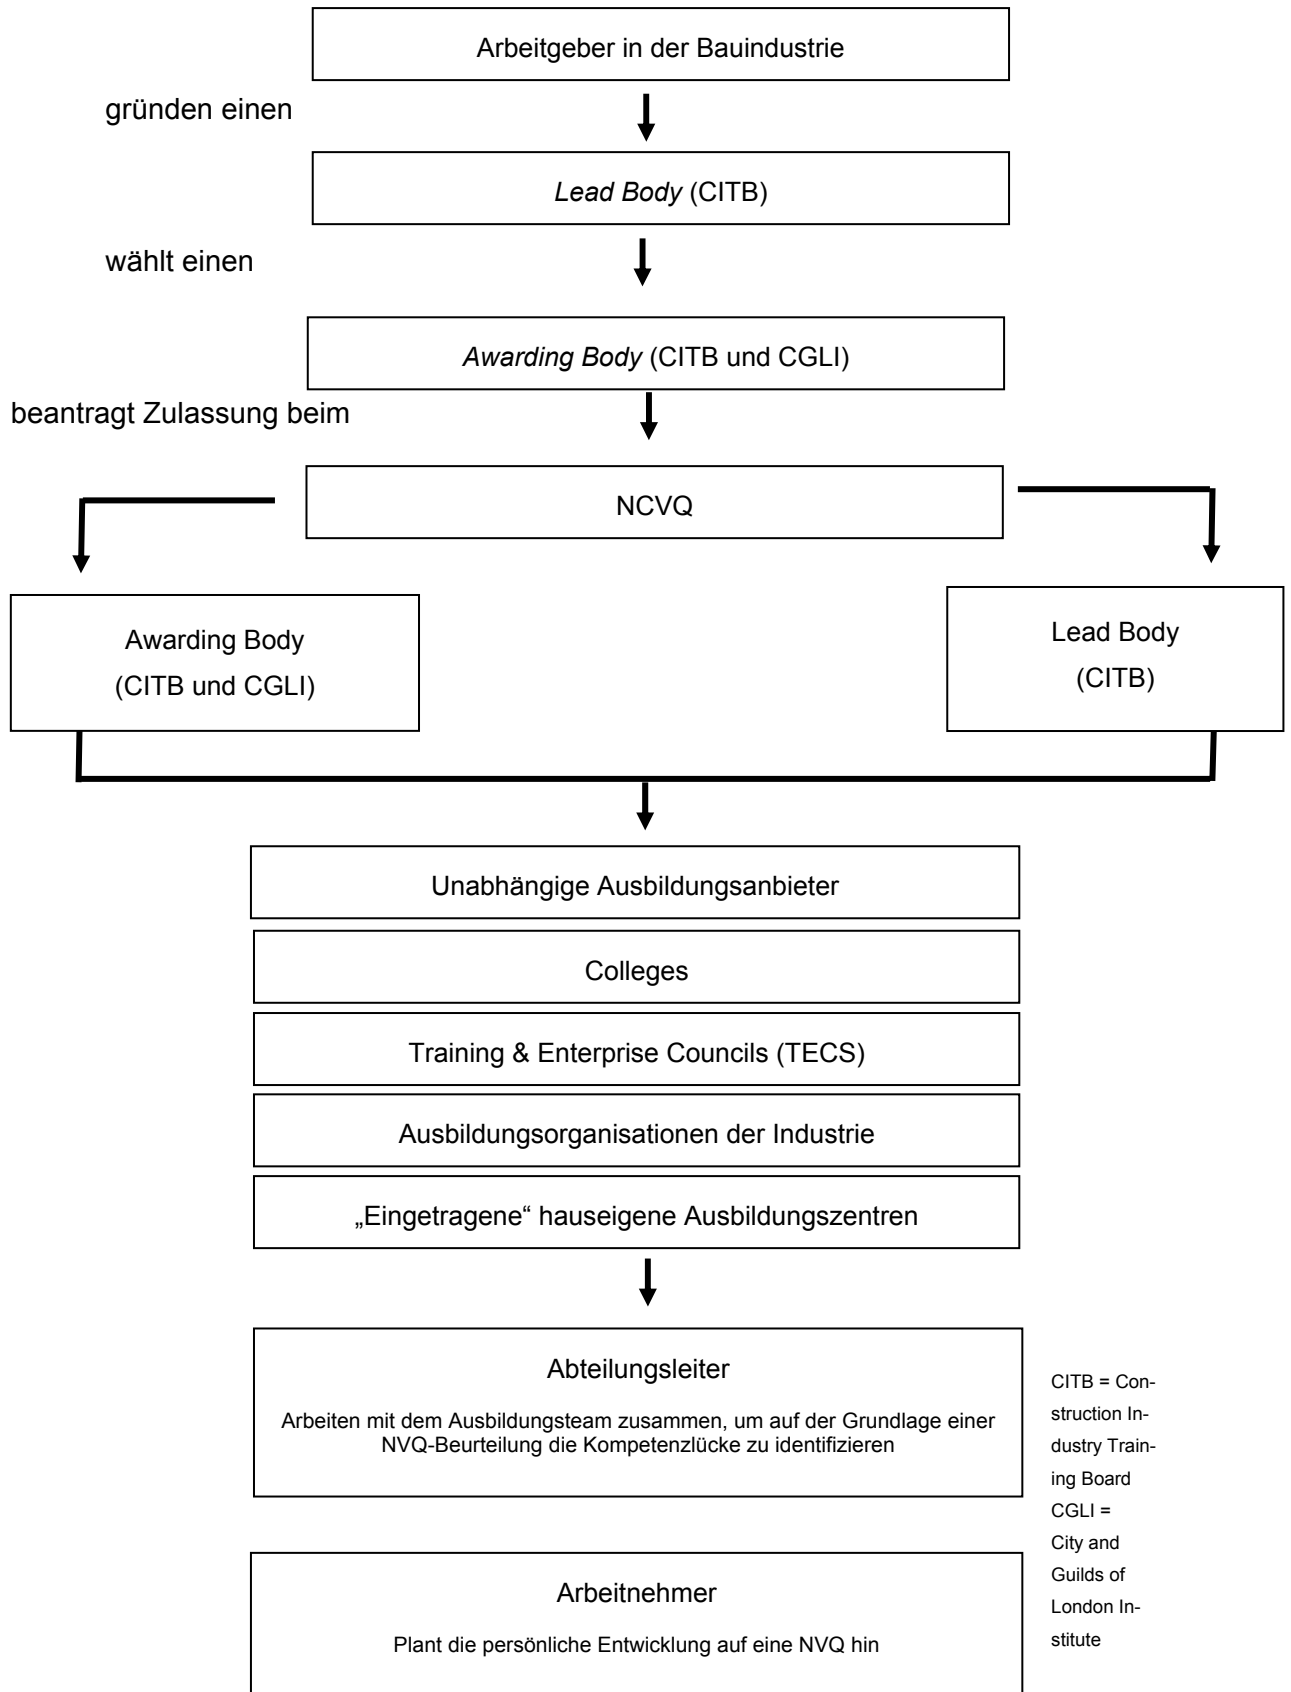 Arbeitgeber in der Bauindustrie
gründen einen
Lead Body (CITB)
wählt einen
Awarding Body (CITB und CGLI)
beantragt Zulassung beim
NCVQ
Awarding Body
(CITB und CGLI)
Lead Body
(CITB)
Unabhängige Ausbildungsanbieter
Colleges
Training & Enterprise Councils (TECS)
Ausbildungsorganisationen der Industrie
„Eingetragene“ hauseigene Ausbildungszentren
Abteilungsleiter
Arbeiten mit dem Ausbildungsteam zusammen, um auf der Grundlage einer
NVQ-Beurteilung die Kompetenzlücke zu identifizieren
CITB = Con-
struction In-
dustry Train-
ing Board
CGLI =
City and
Guilds of
London In-
stitute
Arbeitnehmer
Plant die persönliche Entwicklung auf eine NVQ hin